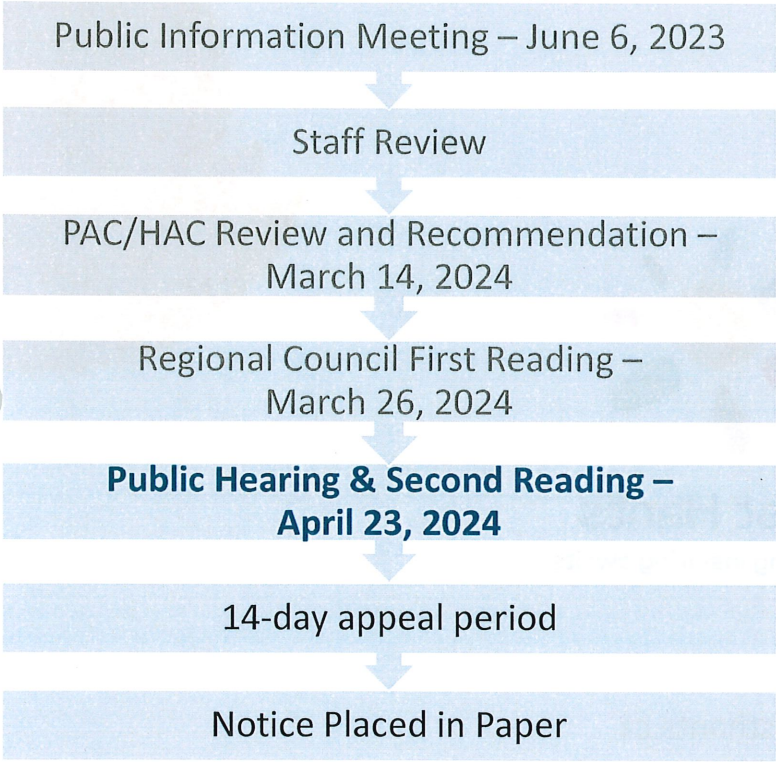 Public Information Meeting – June 6, 2023
Staff Review
PAC/HAC Review and Recommendation –
March 14, 2024
Regional Council First Reading –
March 26, 2024
Public Hearing & Second Reading –
April 23, 2024
14-day appeal period
Notice Placed in Paper